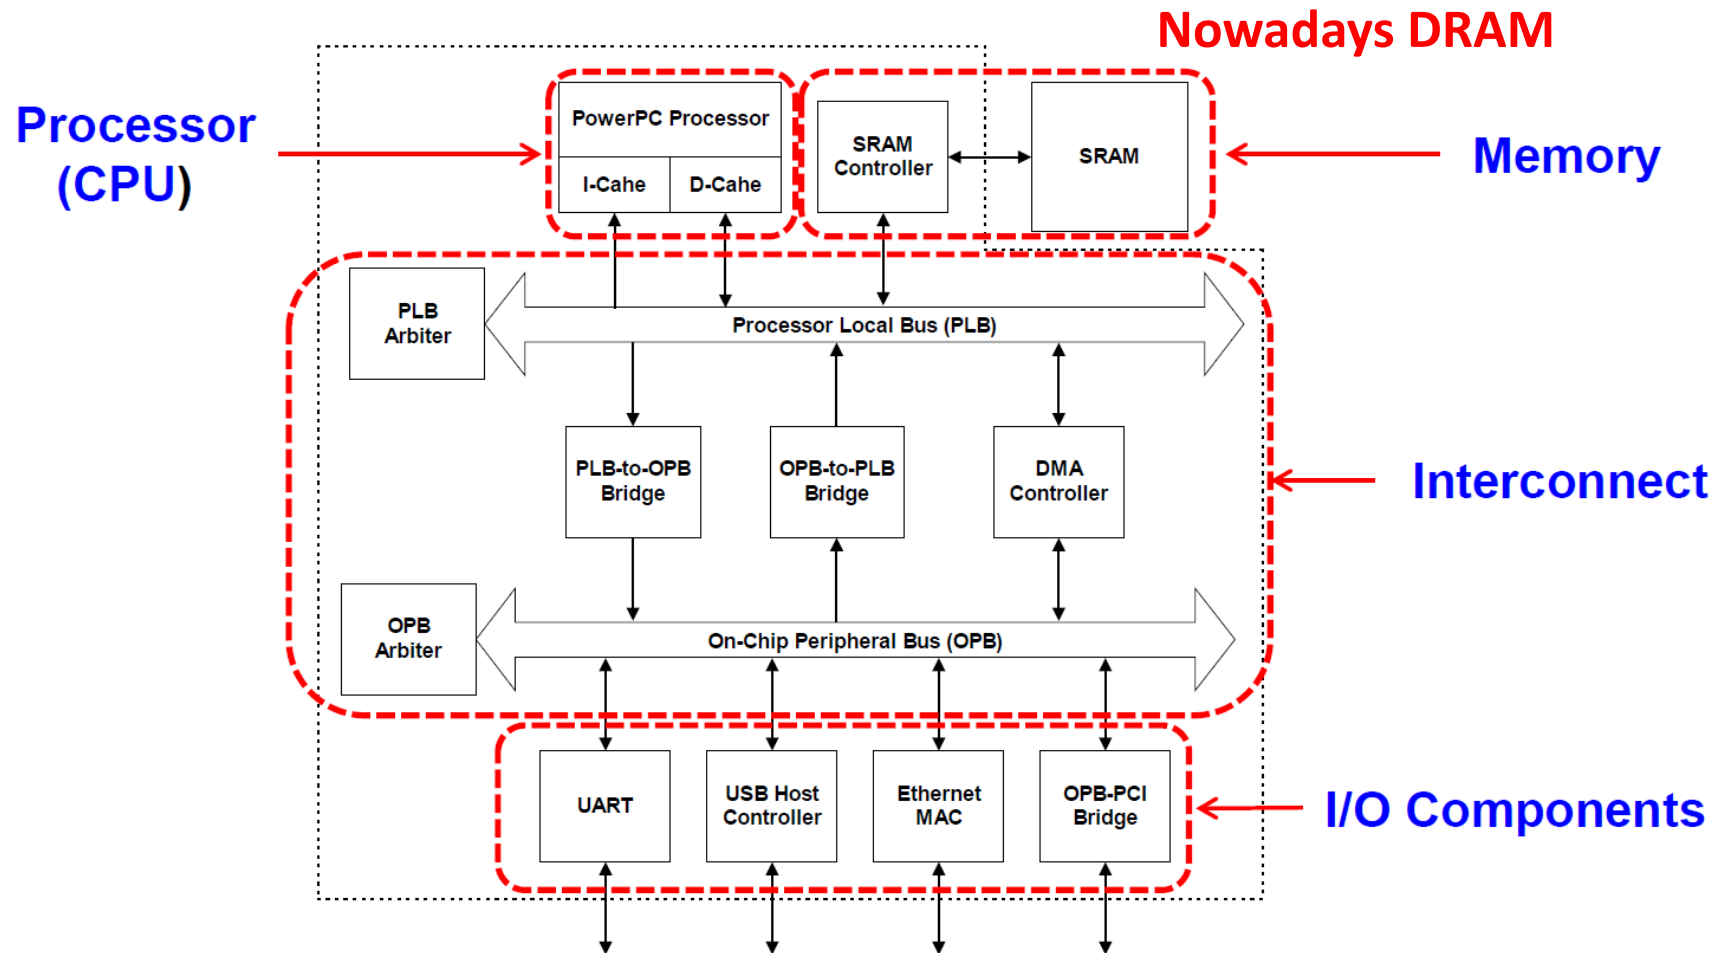 Nowadays DRAM
Processor
(CPU)
PowerPC Processor
I-Cahe
D-Cahe
SRAM
Controller
SRAM
Memory
PLB
Arbiter
Processor Local Bus (PLB)
PLB-to-OPB
Bridge
OPB-to-PLB
Bridge
DMA
Controller
Interconnect
OPB
Arbiter
On-Chip Peripheral Bus (OPB)
UART
USB Host
Controller
Ethernet
MAC
OPB-PCI
Bridge
I/O Components